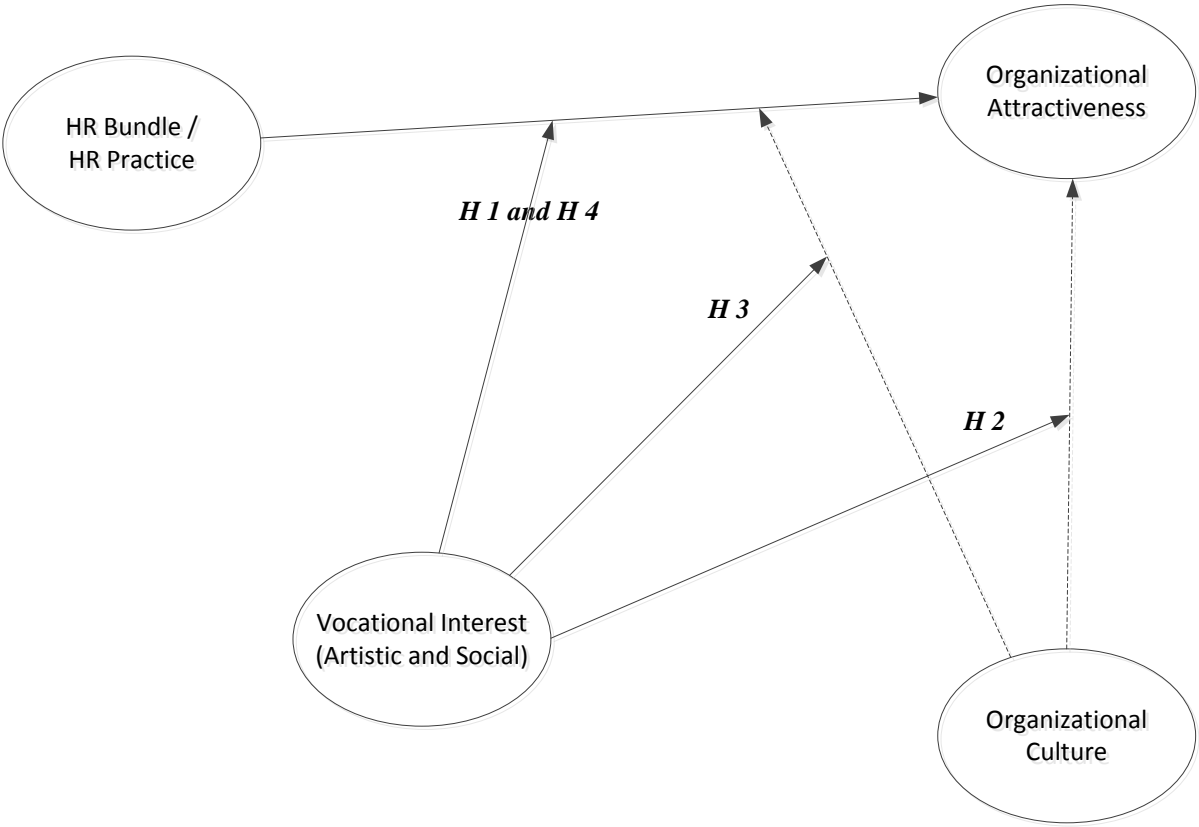 Organizational
Attractiveness
HR Bundle /
HR Practice
H 1 and H 4
H 3
H 2
Vocational Interest
(Artistic and Social)
Organizational
Culture